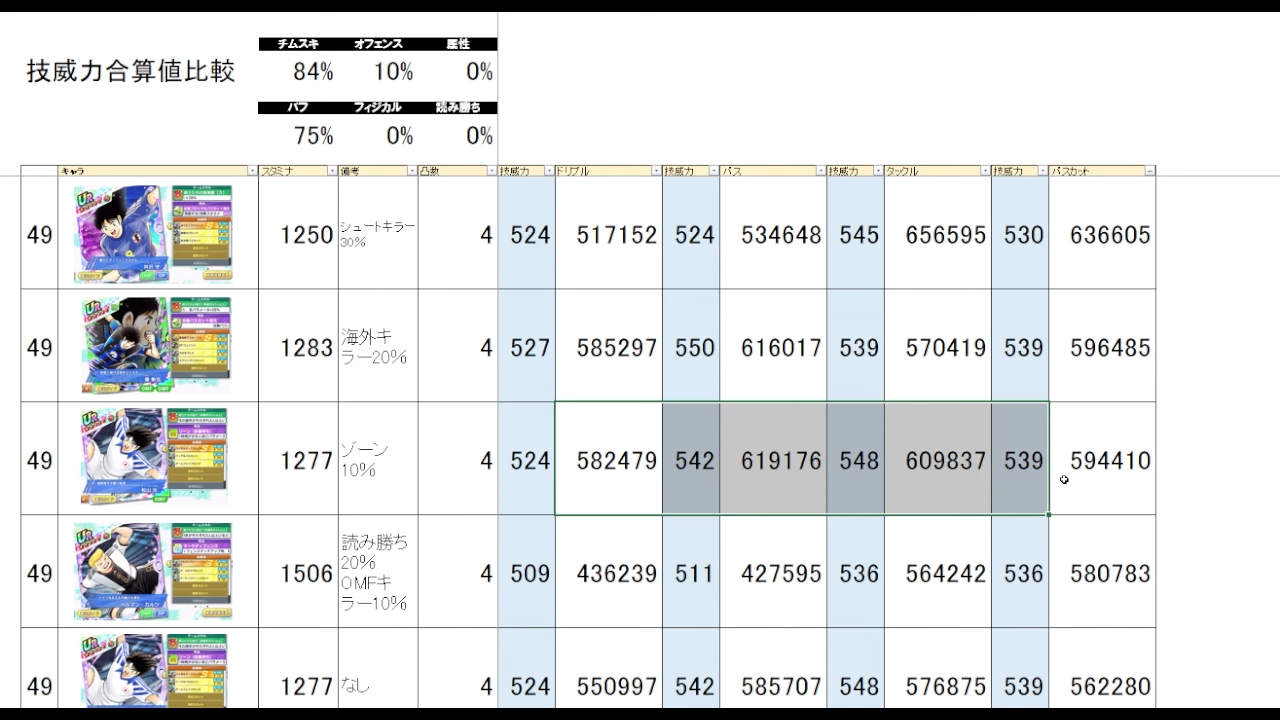 チムスキ オフェンス 属性
技威力合算値比較 84% 10% 0%
バフ フィジカル 読み勝ち
75% 0% 0%
キャラ スタミナ 備考 凸数 技威力 ドリブル 技威力 パス 技威力 タックル 技威力 パスカット
49 1250 シュートキラー 30% 4 524 517152 524 534648 545 656595 530 636605
49 1283 海外キラー20% 4 527 585297 550 616017 539 570419 539 596485
49 1277 ゾーン 10% 4 524 582479 542 619176 548 609837 539 594410
49 1506 読み勝ち 20% OMFキラー10% 4 509 436239 511 427595 536 564242 536 580783
49 1277 なし 4 524 550997 542 585707 548 576875 539 562280